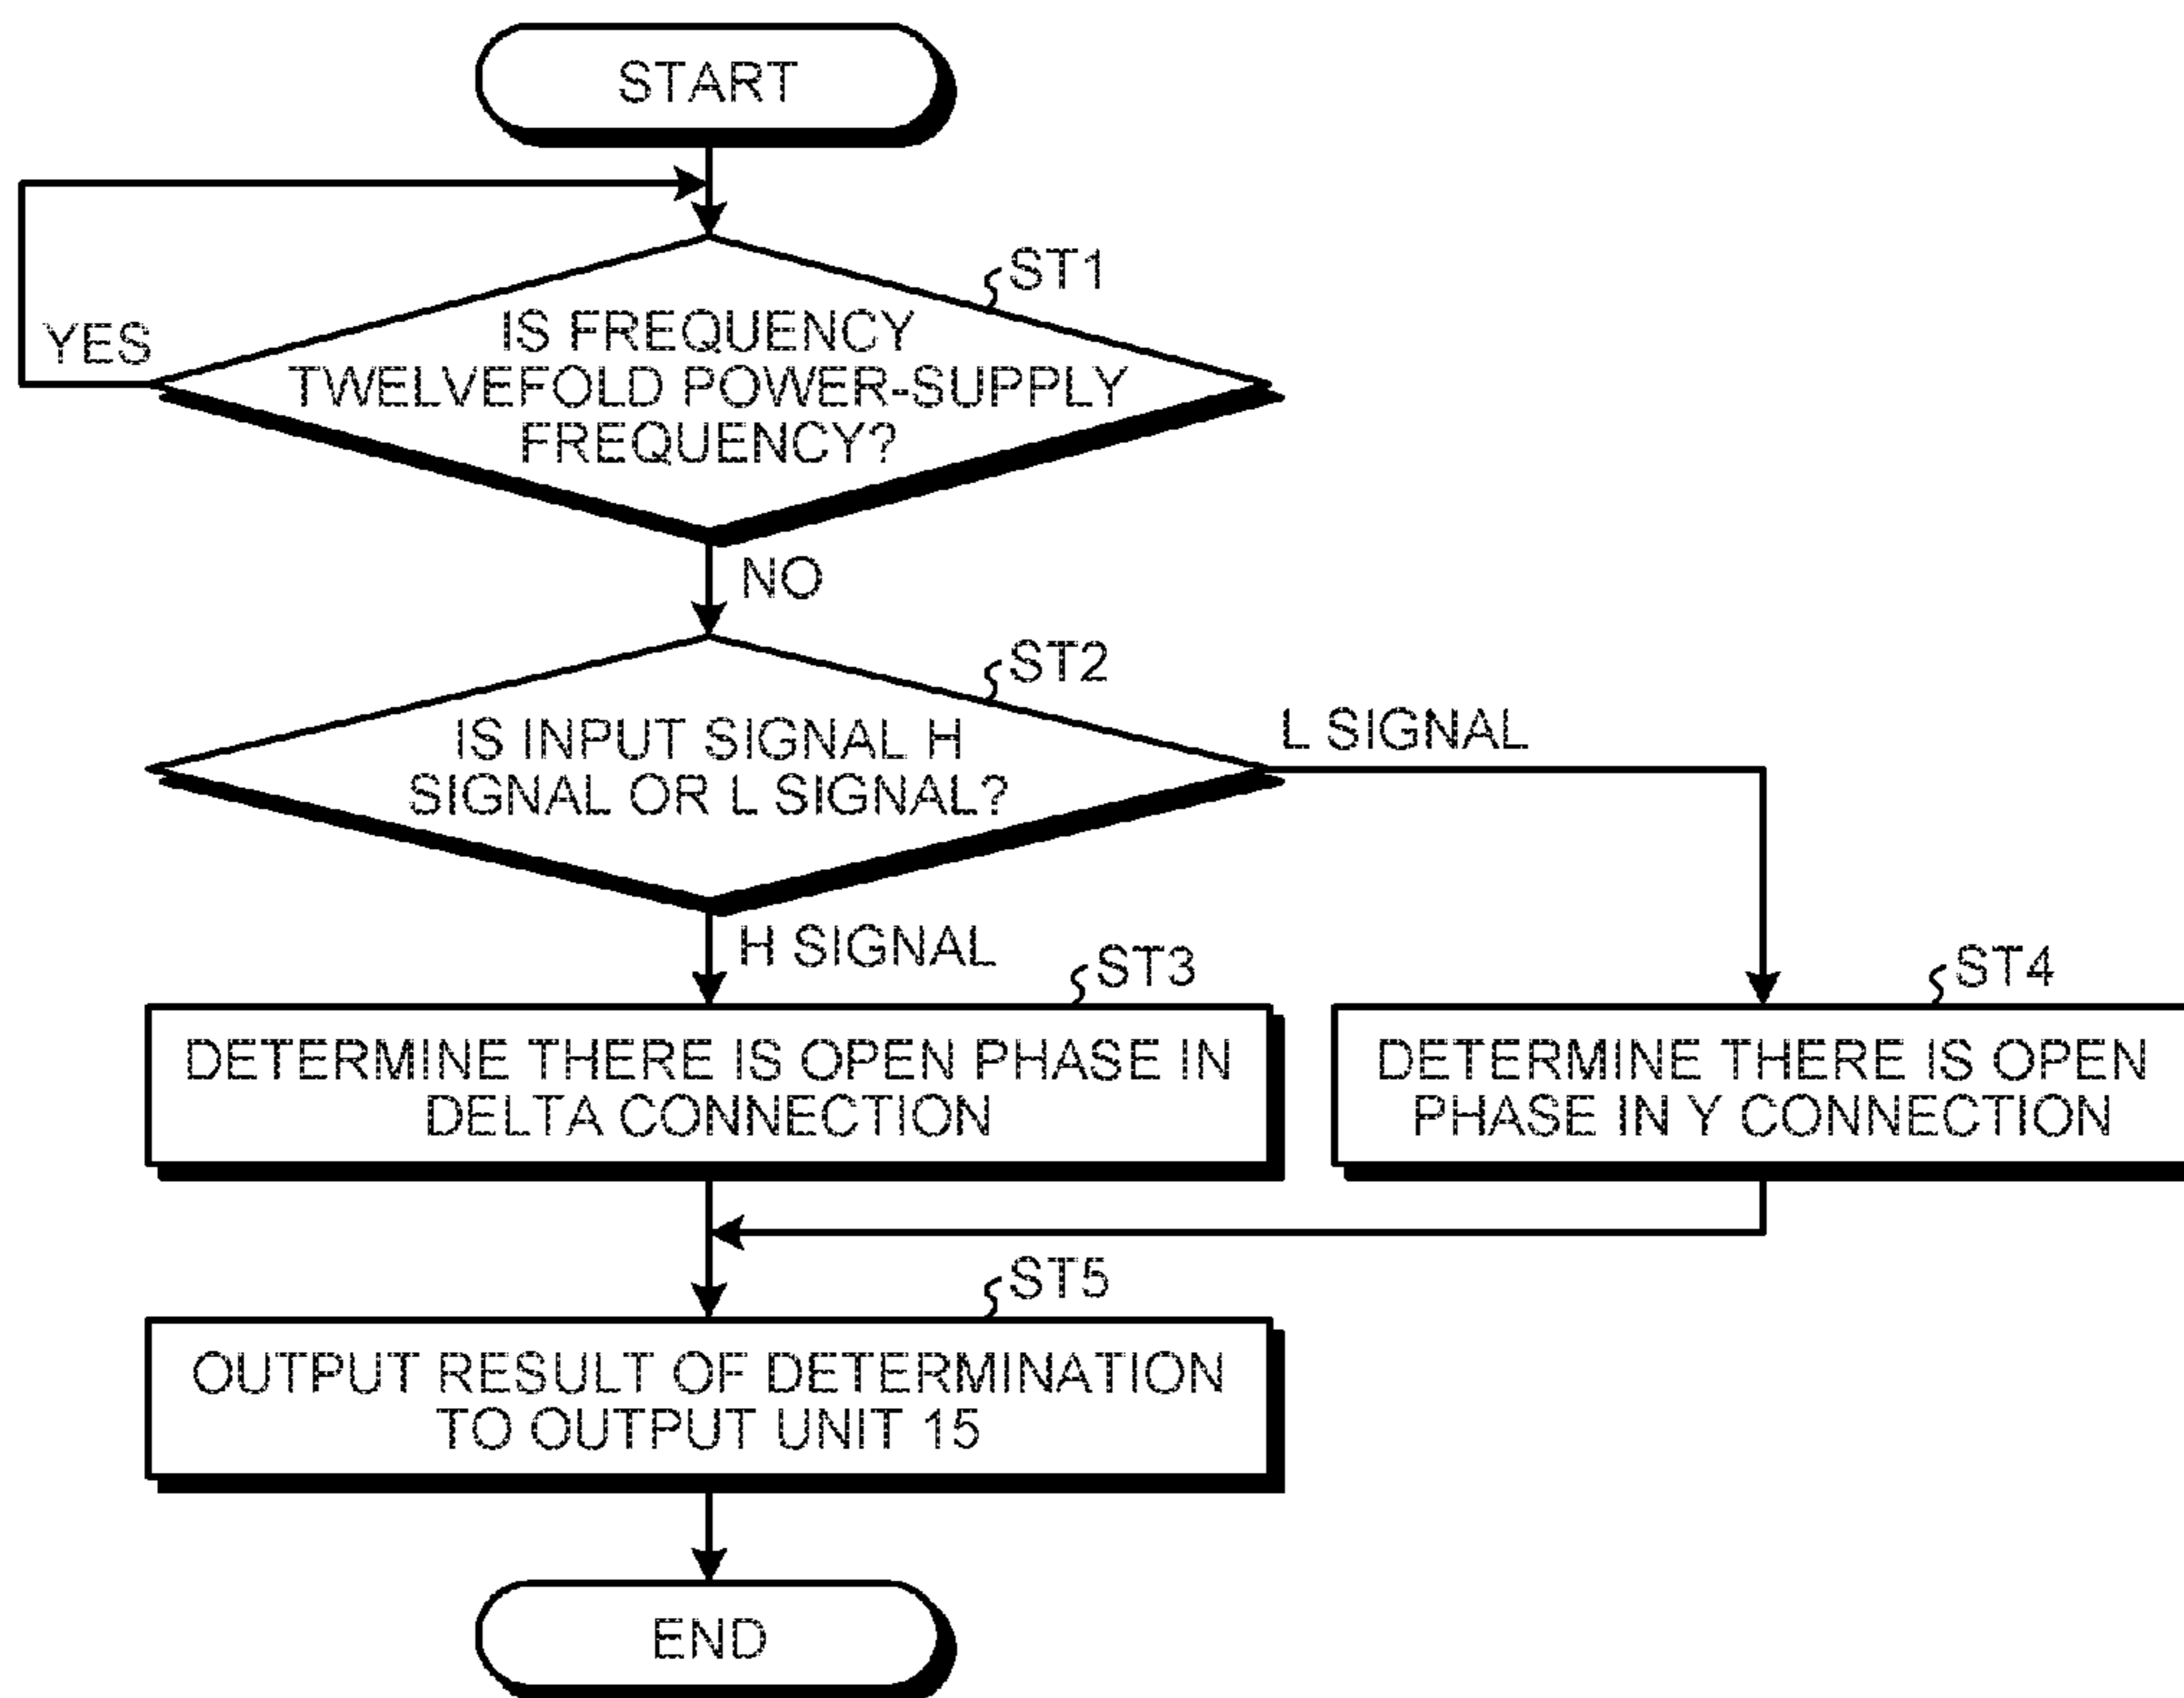 START
ST1
YES
IS FREQUENCY
TWELVEFOLD POWER-SUPPLY
FREQUENCY?
NO
ST2
IS INPUT SIGNAL H
SIGNAL OR L SIGNAL?
L SIGNAL
H SIGNAL
ST3
DETERMINE THERE IS OPEN PHASE IN
DELTA CONNECTION
ST4
DETERMINE THERE IS OPEN
PHASE IN Y CONNECTION
ST5
OUTPUT RESULT OF DETERMINATION
TO OUTPUT UNIT 15
END